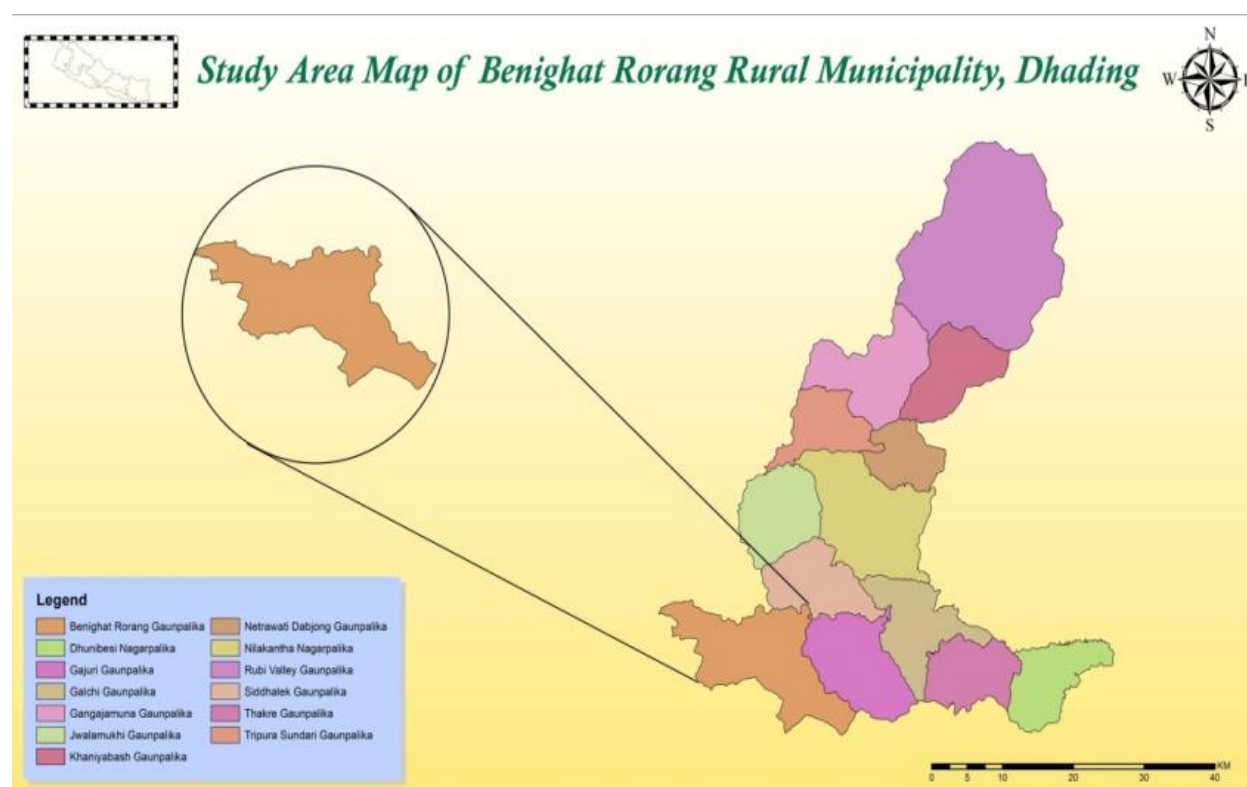 Study Area Map of Benighat Rorang Rural Municipality, Dhading
N
W
S
Legend
Benighat Rorang Gaunpalika
Dhunibesi Nagarpalika
Gajuri Gaunpalika
Galchi Gaunpalika
Gangajamuna Gaunpalika
Jwalamukhi Gaunpalika
Khaniyabash Gaunpalika
Netrawati Dabjong Gaunpalika
Nilakantha Nagarpalika
Rubi Valley Gaunpalika
Siddhalek Gaunpalika
Thakre Gaunpalika
Tripura Sundari Gaunpalika
KM
0 5 10 20 30 40